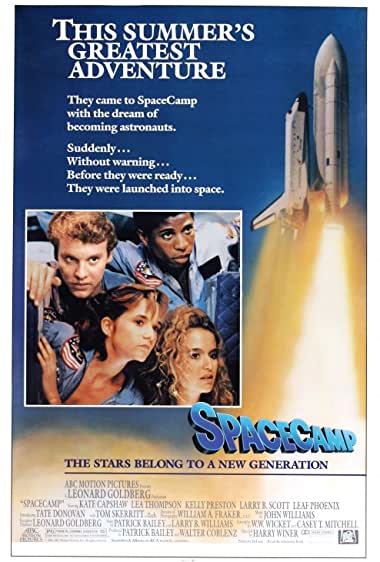 THIS SUMMER'S
GREATEST
ADVENTURE
They came to SpaceCamp
with the dream of
becoming astronauts.
Suddenly...
Without warning...
Before they were ready...
They were launched into space.
SPACECAMP
THE STARS BELONG TO A NEW GENERATION
ABC MOTION PICTURES
LEONARD GOLDBERG
"SPACECAMP" KATE CAPSHAW LEA THOMPSON KELLY PRESTON LARRY B. SCOTT LEAF PHOENIX
TATE DONOVAN TOM SKERRITT WILLIAM A. FRAKER JOHN WILLIAMS
LEONARD GOLDBERG PATRICK BAILEY LARRY B. WILLIAMS W.W. WICKET CASEY T. MITCHELL
PATRICK BAILEY WALTER COBLENZ HARRY WINER